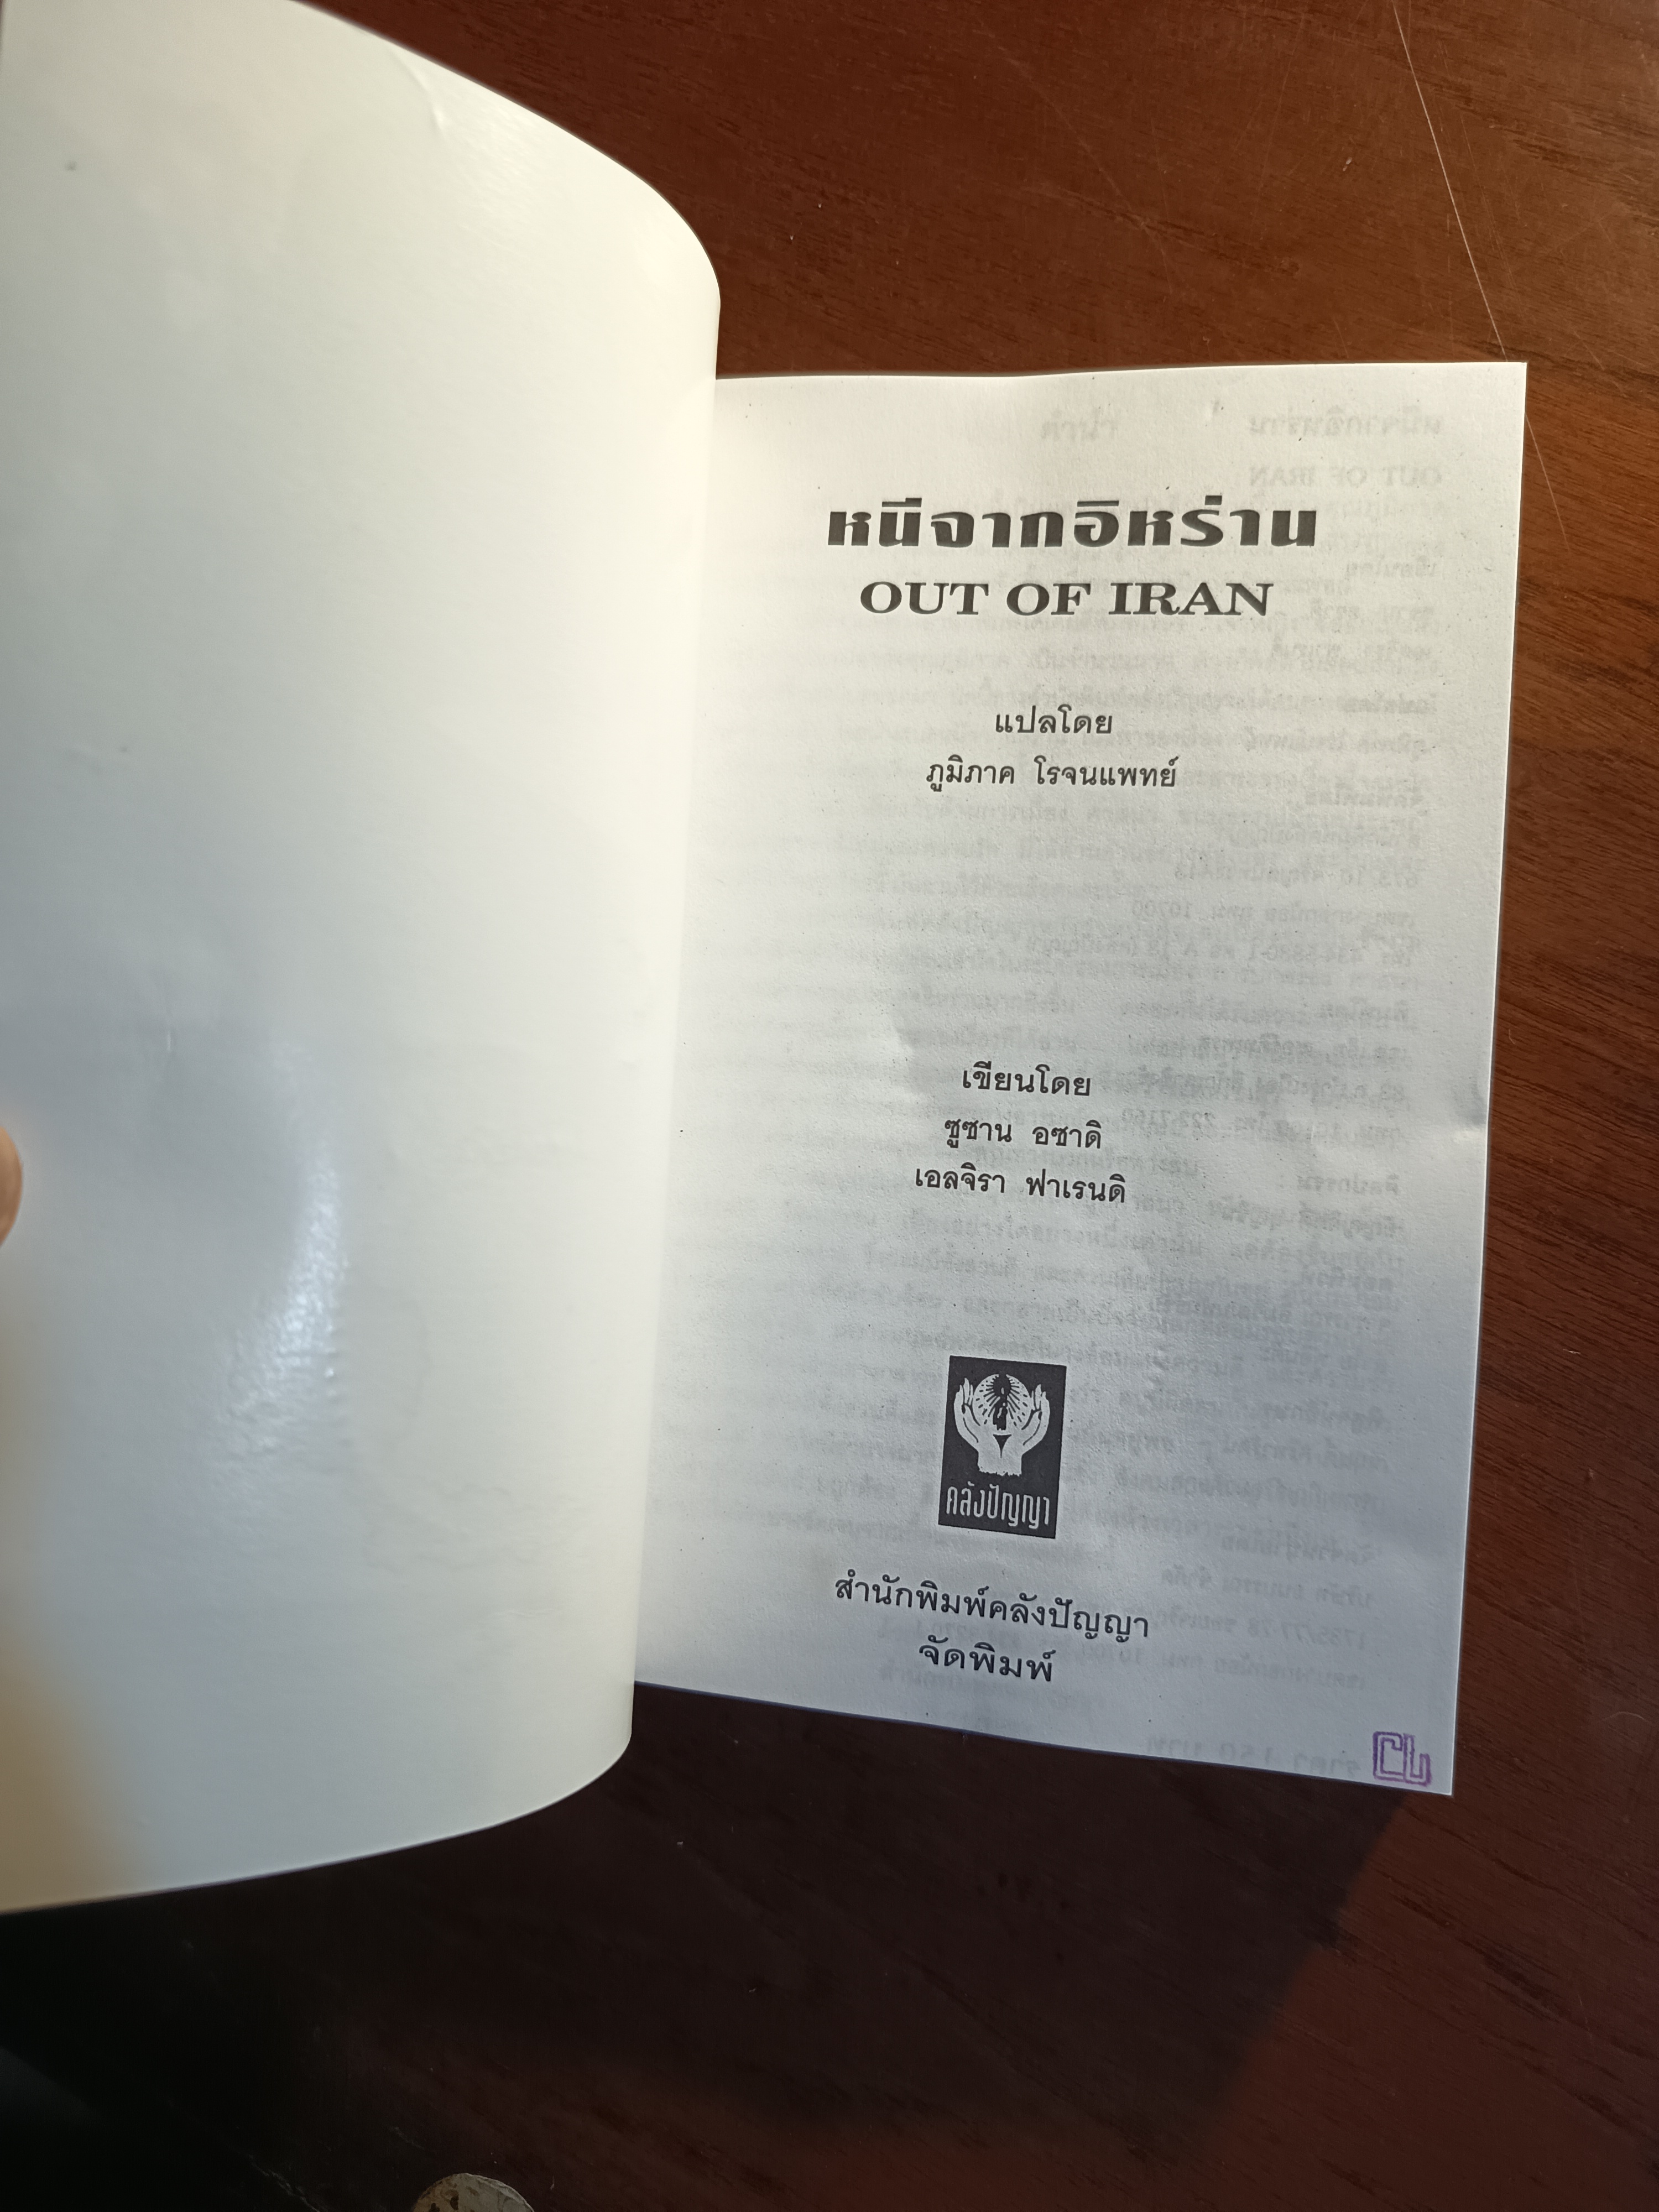 หนีจากอิหร่าน
OUT OF IRAN
แปลโดย
ภูมิภาค โรจนแพทย์
เขียนโดย
ซูซาน อซาดิ
เอลจิรา ฟาเรนดิ
คลังปัญญา
สำนักพิมพ์คลังปัญญา
จัดพิมพ์